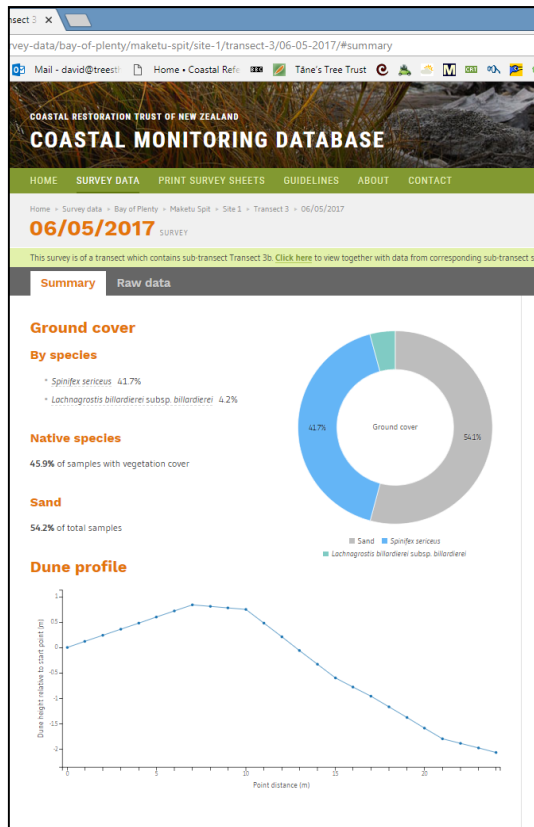 nsect 3 ×
rvey-data/bay-of-plenty/maketu-spit/site-1/transect-3/06-05-2017/#summary
Mail - david@treest Home • Coastal Refe BBC Tāne's Tree Trust
COASTAL RESTORATION TRUST OF NEW ZEALAND
COASTAL MONITORING DATABASE
HOME SURVEY DATA PRINT SURVEY SHEETS GUIDELINES ABOUT CONTACT
Home Survey data Bay of Plenty Maketu Spit Site 1 Transect 3 06/05/2017
06/05/2017 SURVEY
This survey is of a transect which contains sub-transect Transect 3b. Click here to view together with data from corresponding sub-transect s
Summary Raw data
Ground cover
By species
Spinifex sericeus 41.7%
Lachnagrostis billardierei subsp. billardierei 4.2%
Native species
45.9% of samples with vegetation cover
Sand
54.2% of total samples
41.7%
Ground cover
54.1%
Sand Spinifex sericeus
Lachnagrostis billardierei subsp. billardierei
Dune profile
Dune height relative to start point (m)
1
0.5
0
-0.5
-1
-1.5
-2
0 5 10 15 20
Point distance (m)